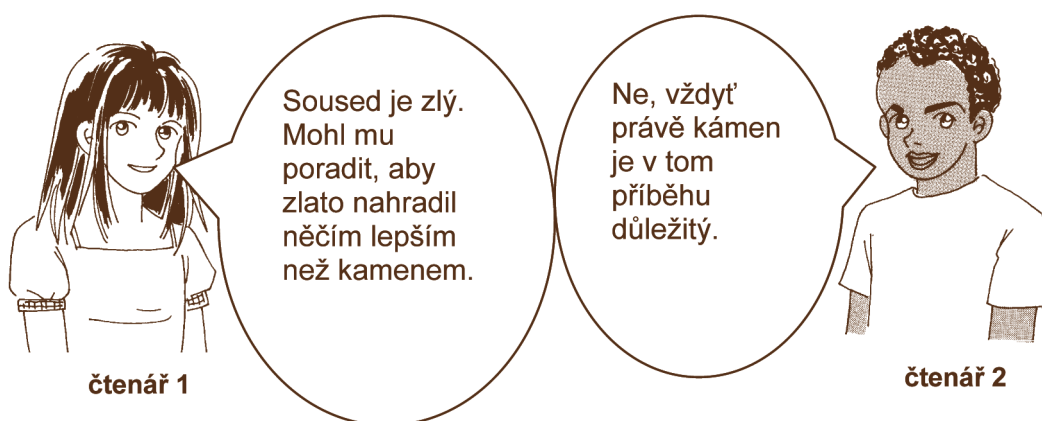 Soused je zlý.
Mohl mu
poradit, aby
zlato nahradil
něčím lepším
než kamenem.
Ne, vždyť
právě kámen
je v tom
příběhu
důležitý.
čtenář 1
čtenář 2